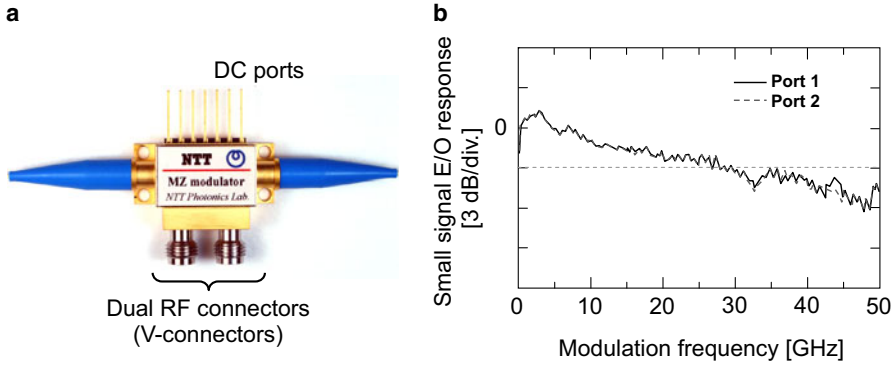 a
DC ports
NTT
MZ modulator
NTT Photonics Lab.
Dual RF connectors
(V-connectors)
b
Small signal E/O response
[3 dB/div.]
0
Port 1
Port 2
0 10 20 30 40 50
Modulation frequency [GHz]